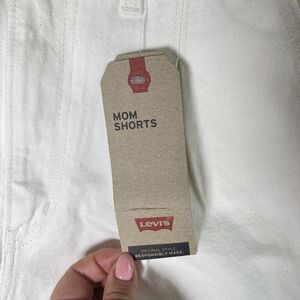 MOM
SHORTS
Levi's
ORIGINAL STYLE.
RESPONSIBLY MADE.